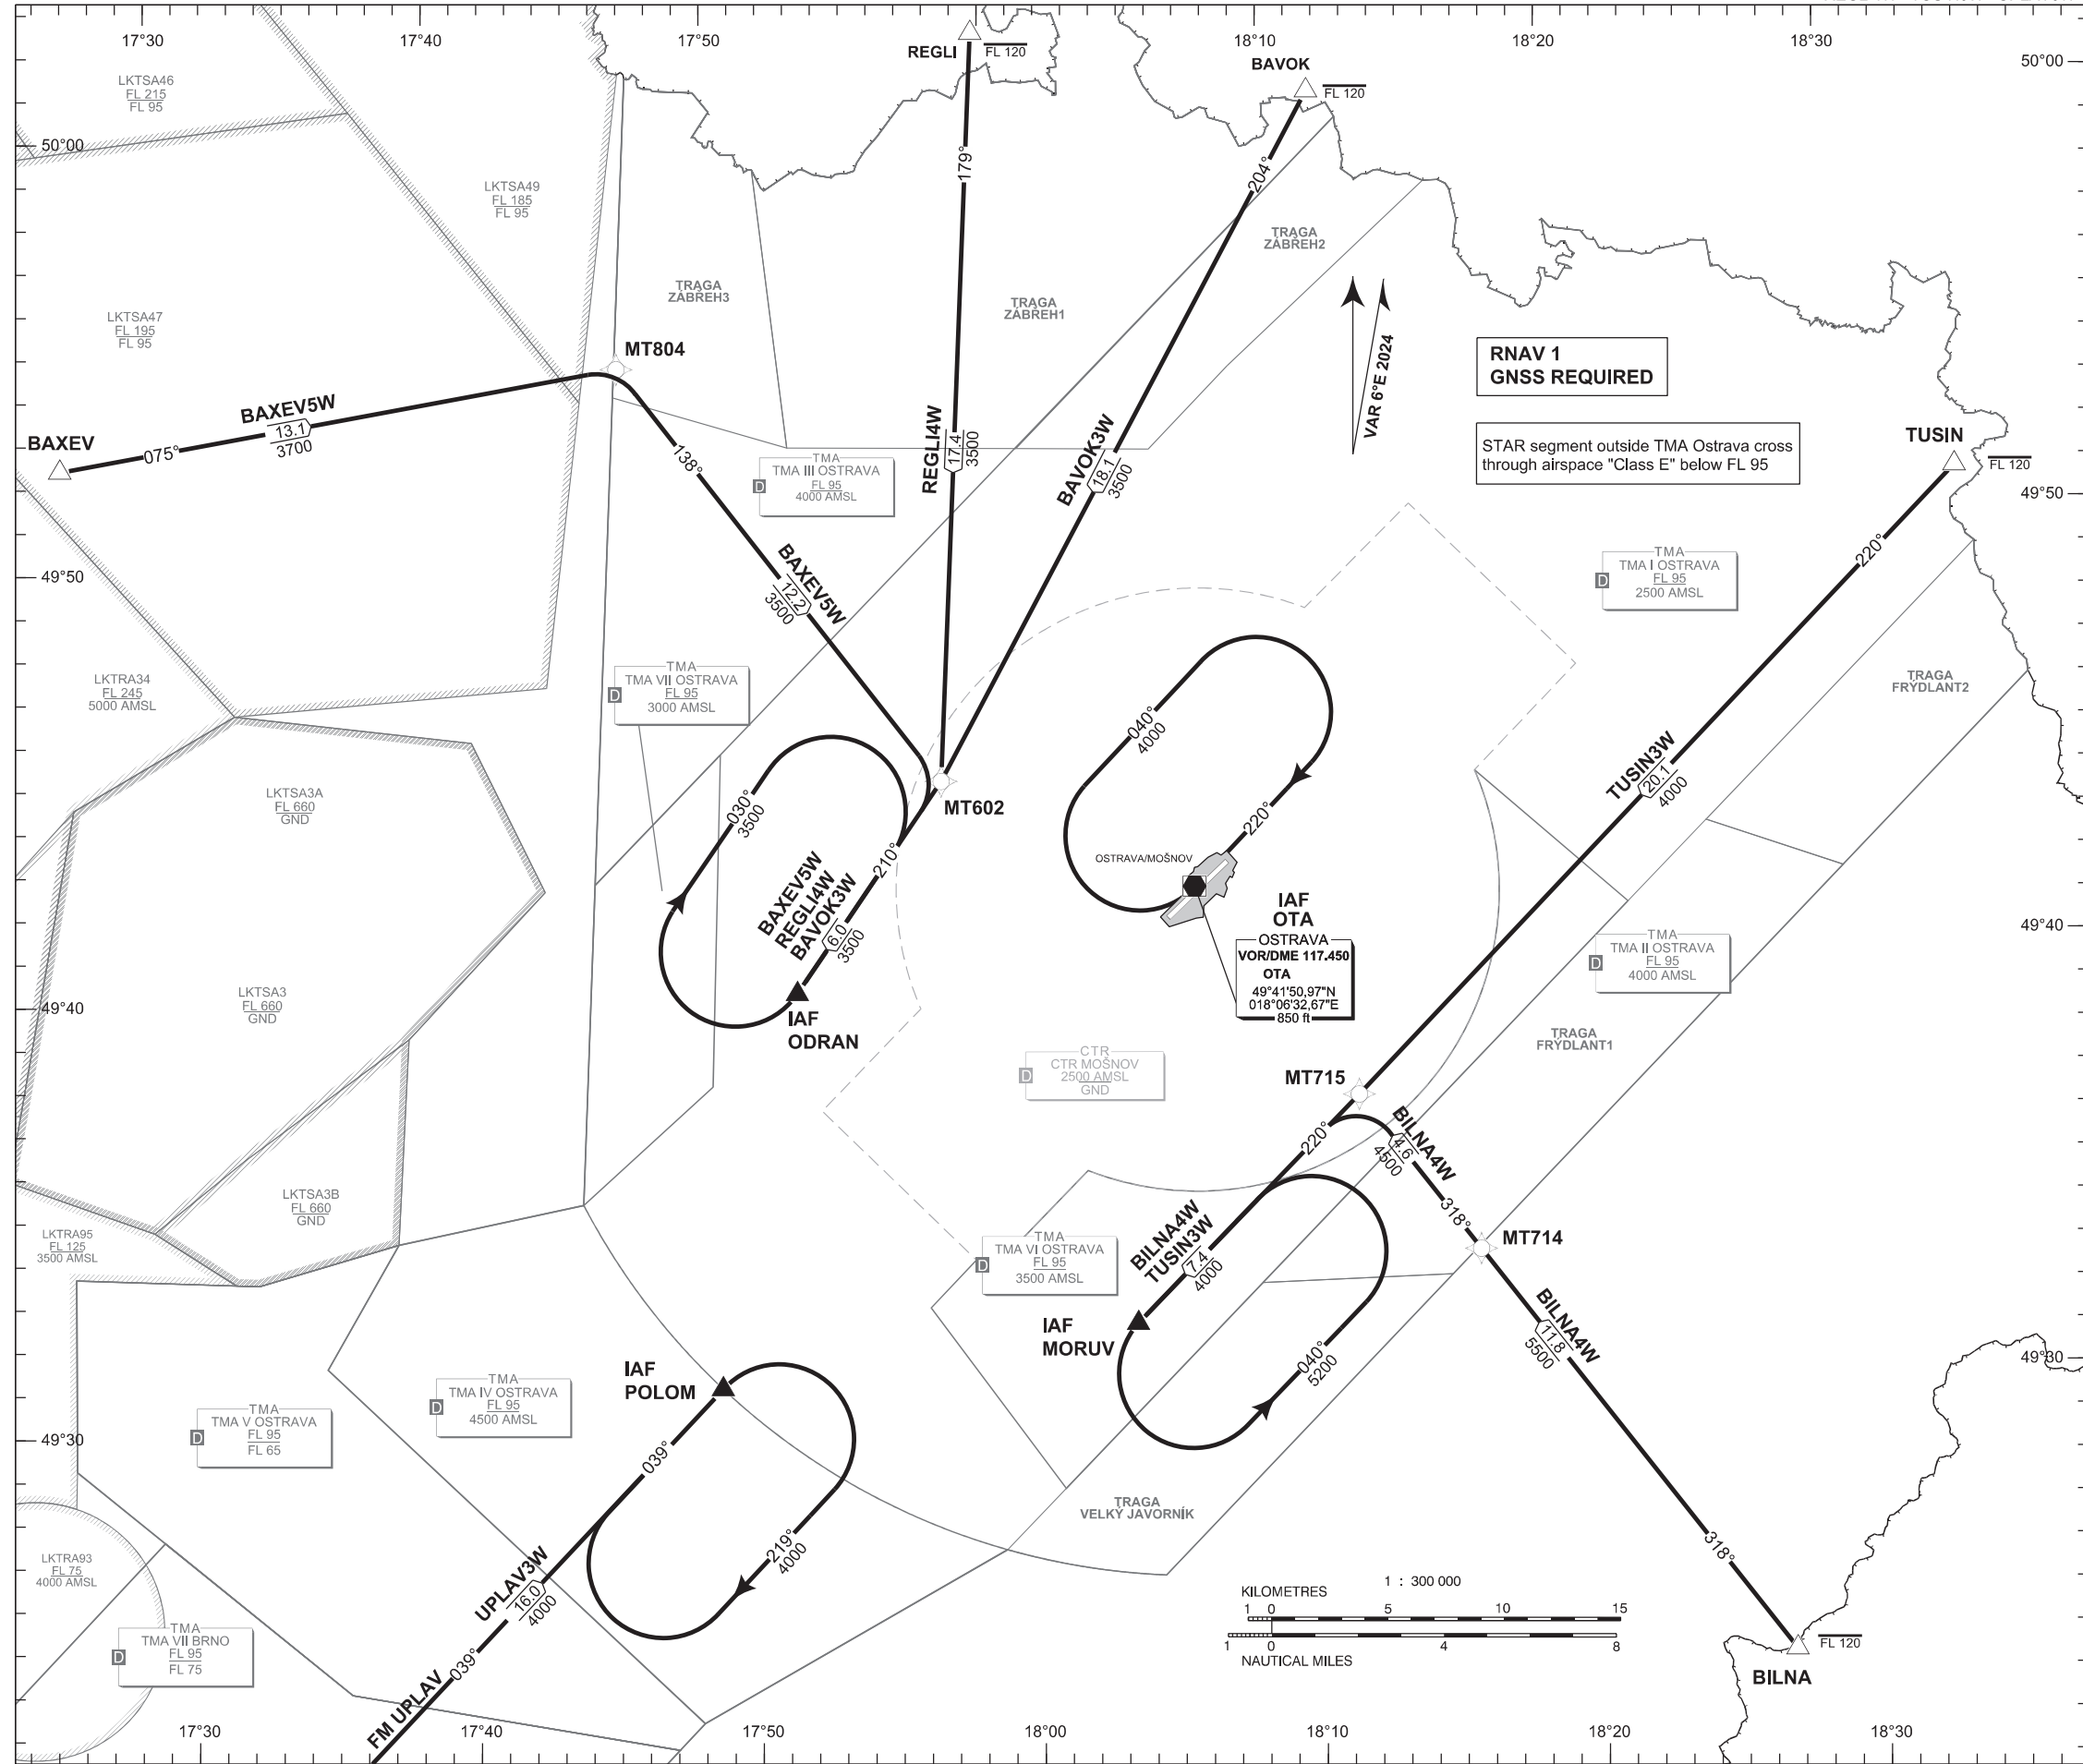 17°30
17°40
17°50
18°10
18°20
18°30
REGLI
FL 120
BAVOK
FL 120
50°00
LKTSA46
FL 215
FL 95
50°00
179°
204°
LKTSA49
FL 185
FL 95
TRAGA
ZÁBŘEH2
TRAGA
ZÁBŘEH3
TRAGA
ZÁBŘEH1
LKTSA47
FL 195
FL 95
VAR 6°E 2024
RNAV 1
GNSS REQUIRED
MT804
BAXEV5W
13.1
3700
BAXEV
075°
138°
REGLI4W
17.4
3500
BAVOK3W
18.1
3500
STAR segment outside TMA Ostrava cross
through airspace "Class E" below FL 95
TUSIN
FL 120
49°50
TMA
TMA III OSTRAVA
FL 95
4000 AMSL
D
220°
TMA
TMA I OSTRAVA
FL 95
2500 AMSL
D
49°50
BAXEV5W
12.2
3500
LKTRA34
FL 245
5000 AMSL
TMA
TMA VII OSTRAVA
FL 95
3000 AMSL
D
TRAGA
FRÝDLANT2
040°
4000
TUSIN3W
20.1
4000
LKTSA3A
FL 660
GND
030°
3500
MT602
220°
210°
BAXEV5W
REGLI4W
BAVOK3W
6.0
3500
OSTRAVA/MOŠNOV
IAF
OTA
OSTRAVA
VOR/DME 117.450
OTA
49°41'50,97"N
018°06'32,67"E
850 ft
49°40
TMA
TMA II OSTRAVA
FL 95
4000 AMSL
D
LKTSA3
FL 660
GND
49°40
IAF
ODRAN
TRAGA
FRÝDLANT1
CTR
CTR MOŠNOV
2500 AMSL
GND
D
MT715
220°
BILNA4W
4.6
4500
318°
MT714
LKTSA3B
FL 660
GND
LKTRA95
FL 125
3500 AMSL
TMA
TMA VI OSTRAVA
FL 95
3500 AMSL
D
BILNA4W
TUSIN3W
7.4
4000
IAF
MORUV
040°
5200
BILNA4W
11.8
5500
49°30
IAF
POLOM
TMA
TMA IV OSTRAVA
FL 95
4500 AMSL
D
TMA
TMA V OSTRAVA
FL 95
FL 65
D
49°30
039°
TRAGA
VELKÝ JAVORNÍK
219°
4000
318°
LKTRA93
FL 75
4000 AMSL
UPLAV3W
16.0
4000
1 : 300 000
KILOMETRES
1 0 5 10 15
1 0 4 8
NAUTICAL MILES
TMA
TMA VII BRNO
FL 95
FL 75
D
039°
FM UPLAV
FL 120
BILNA
17°30
17°40
17°50
18°00
18°10
18°20
18°30